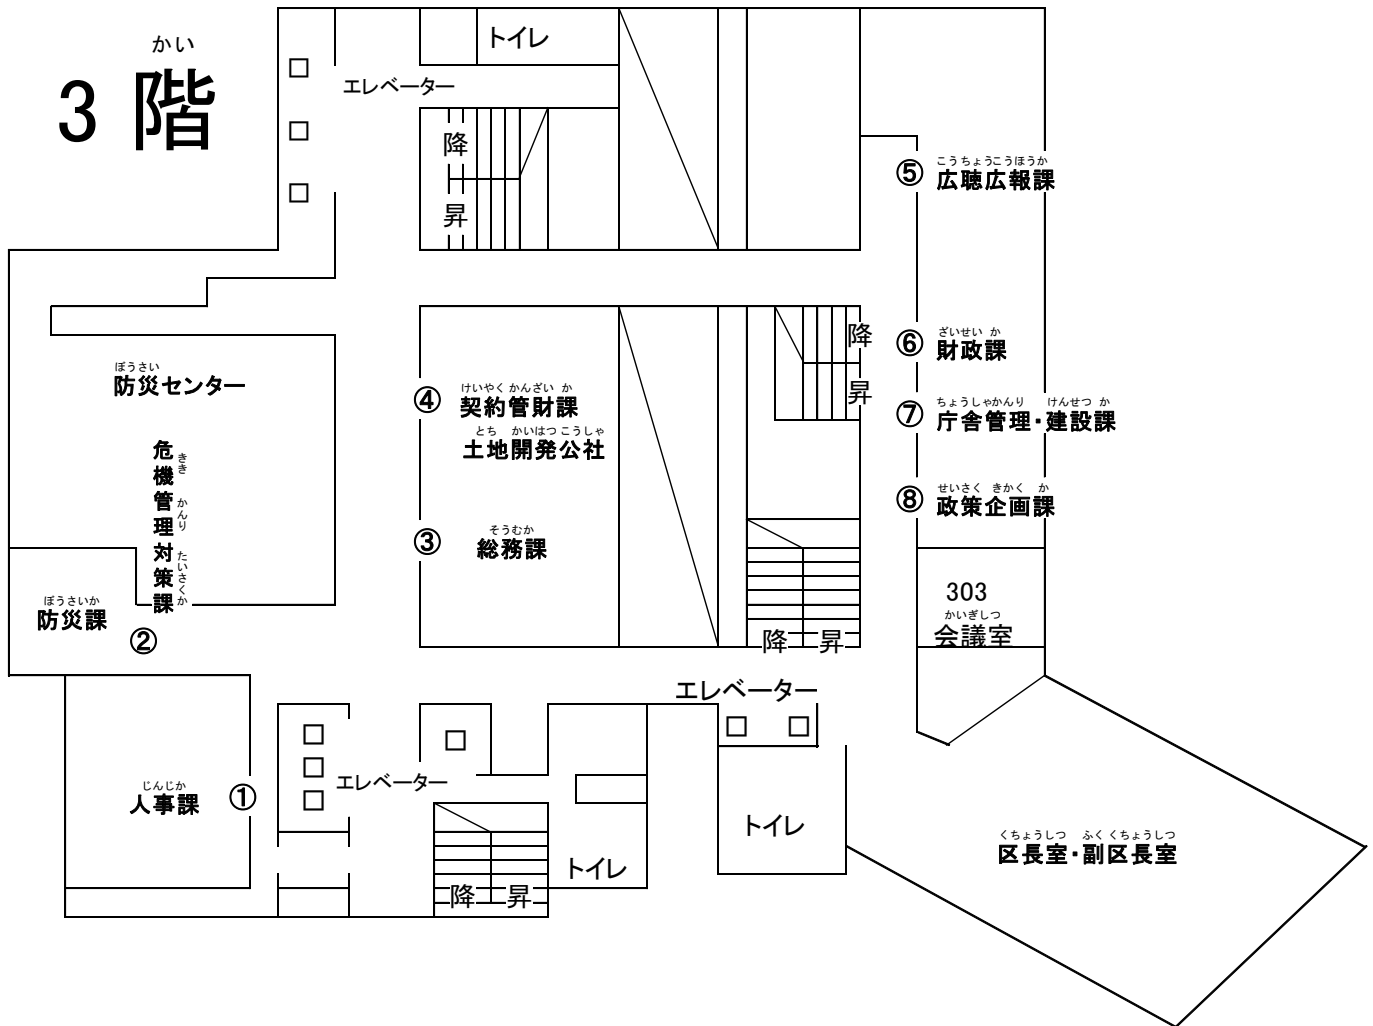 かい
3 階
トイレ
エレベーター
降
昇
こうちょうこうほうか
⑤ 広聴広報課
降
昇
ざいせい か
⑥ 財政課
ぼうさい
防災センター
けいやく かんざい か
④ 契約管財課
とち かいはつ こうしゃ
土地開発公社
ちょうしゃかんり けんせつ か
⑦ 庁舎管理・建設課
危機管理対策課
きき かんり たいさくか
せいさく きかく か
⑧ 政策企画課
そうむか
③ 総務課
ぼうさいか
防災課
②
303
かいぎしつ
会議室
降 昇
エレベーター
エレベーター
じんじか
人事課 ①
トイレ
トイレ
降 昇
くちょうしつ ふく くちょうしつ
区長室・副区長室